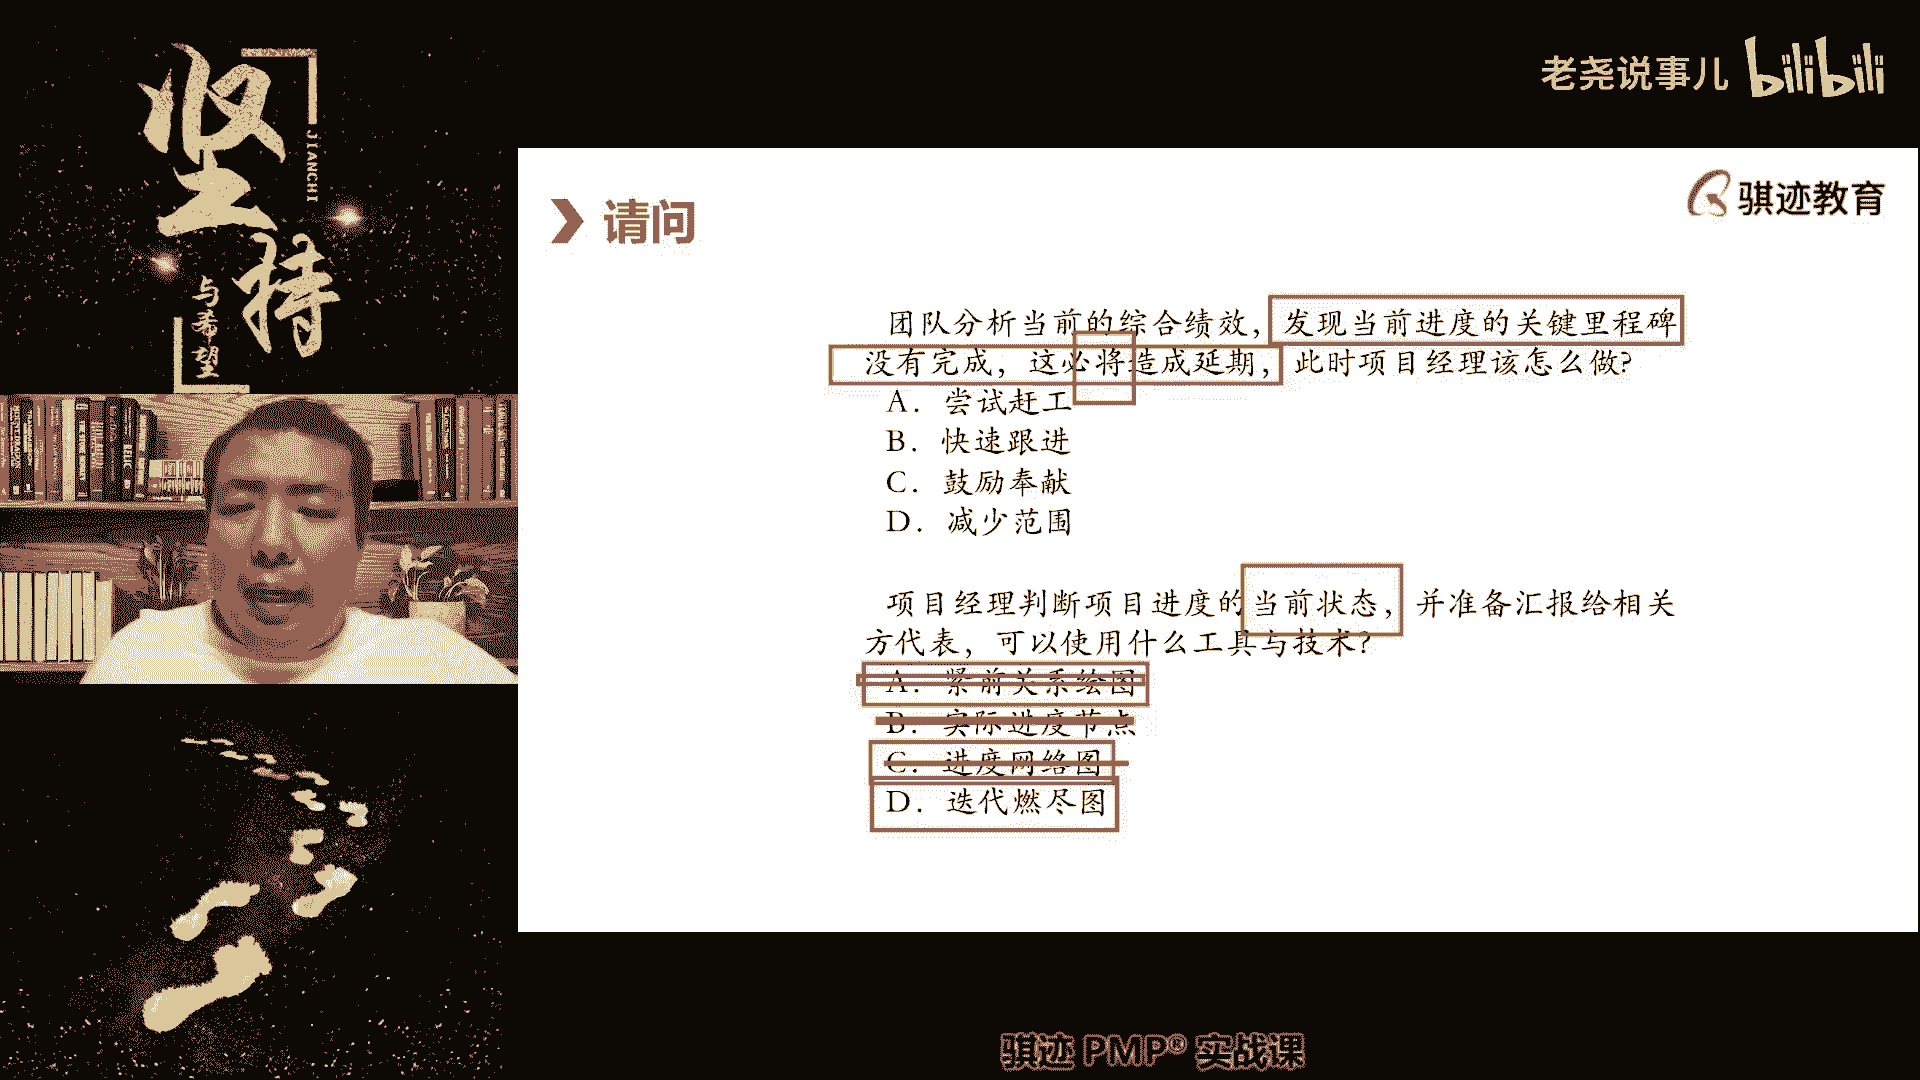 坚
持
JIANCHI
与希望
老尧说事儿 bilibili
骐迹教育
请问
团队分析当前的综合绩效，发现当前进度的关键里程碑
没有完成，这必将造成延期，此时项目经理该怎么做?
A. 尝试赶工
B. 快速跟进
C. 鼓励奉献
D. 减少范围
项目经理判断项目进度的当前状态，并准备汇报给相关
方代表，可以使用什么工具与技术?
A. 紧前关系绘图
B. 实际进度节点
C. 进度网络图
D. 迭代燃尽图
骐迹 PMP® 实战课